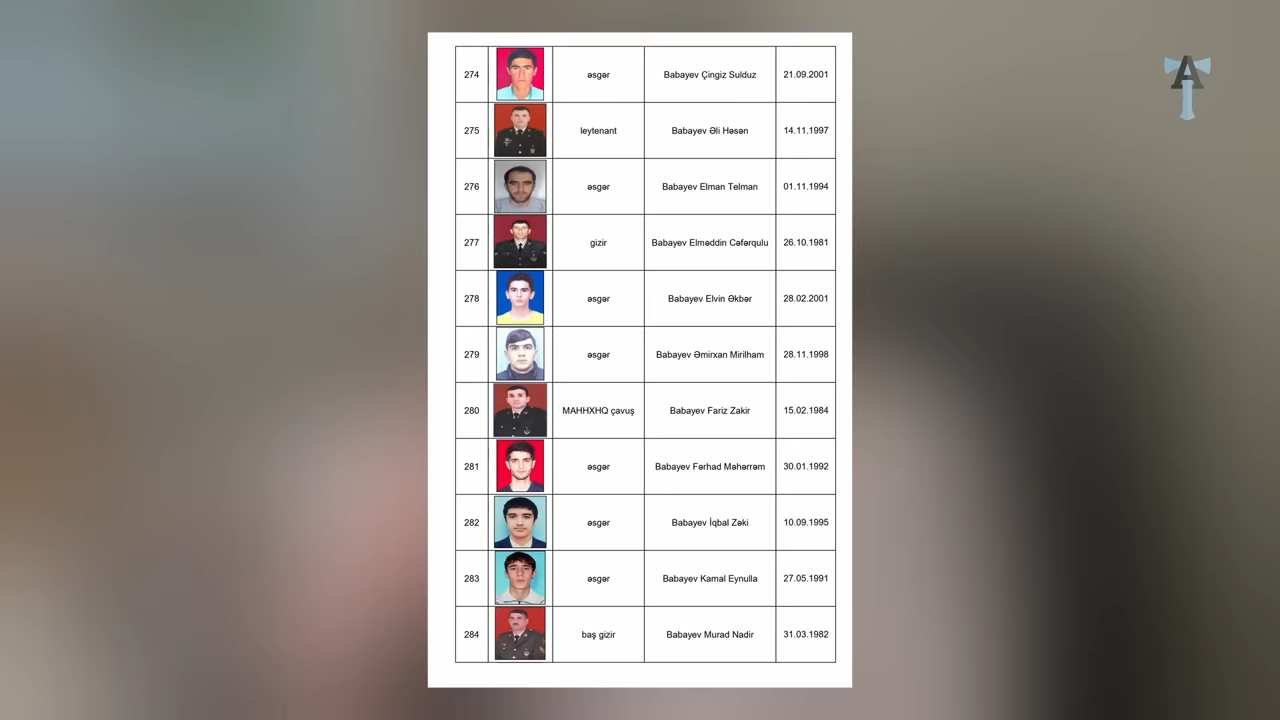 274 əsgər Babayev Çingiz Sulduz 21.09.2001
275 leytenant Babayev Əli Həsən 14.11.1997
276 əsgər Babayev Elman Telman 01.11.1994
277 gizir Babayev Elməddin Cəfərqulu 26.10.1981
278 əsgər Babayev Elvin Əkbər 28.02.2001
279 əsgər Babayev Əmirxan Mirilham 28.11.1998
280 MAHHXHQ çavuş Babayev Fariz Zakir 15.02.1984
281 əsgər Babayev Fərhad Məhərrəm 30.01.1992
282 əsgər Babayev İqbal Zəki 10.09.1995
283 əsgər Babayev Kamal Eynulla 27.05.1991
284 baş gizir Babayev Murad Nadir 31.03.1982
A